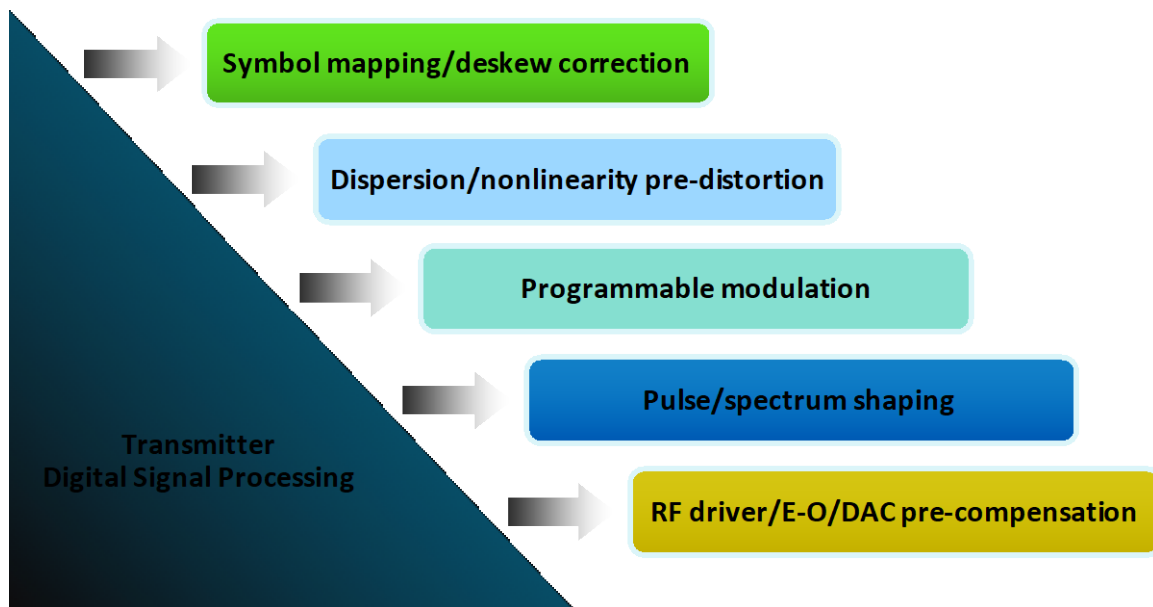 Symbol mapping/deskew correction
Dispersion/nonlinearity pre-distortion
Programmable modulation
Pulse/spectrum shaping
Transmitter
Digital Signal Processing
RF driver/E-O/DAC pre-compensation